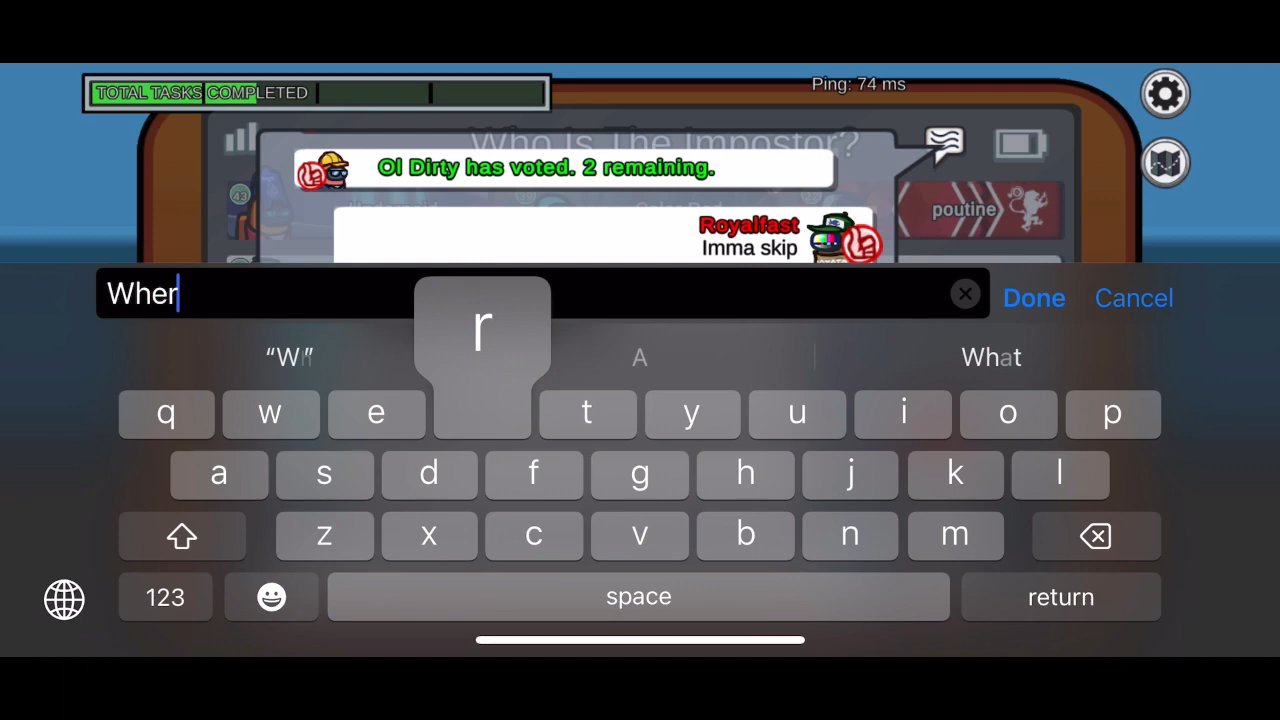 TOTAL TASKS COMPLETED
Ping: 74 ms
Who Is The Impostor?
Ol Dirty has voted. 2 remaining.
43
poutine
Royalfast
Imma skip
Wher
Done
Cancel
r
A
What
q w e t y u i o p
a s d f g h j k l
z x c v b n m
123
space
return